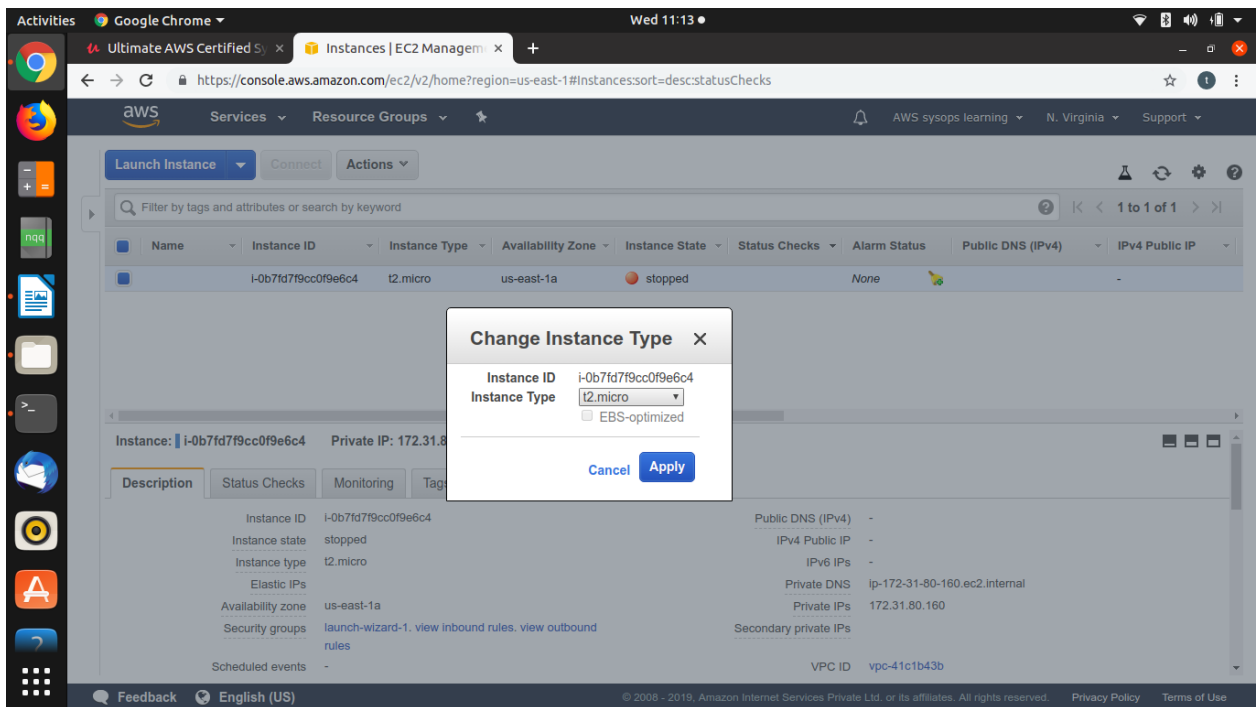 Activities Google Chrome Wed 11:13
Ultimate AWS Certified Sy Instances | EC2 Managem
https://console.aws.amazon.com/ec2/v2/home?region=us-east-1#Instances:sort=desc:statusChecks t
aws Services Resource Groups AWS sysops learning N. Virginia Support
Launch Instance Connect Actions
Filter by tags and attributes or search by keyword 1 to 1 of 1
Name Instance ID Instance Type Availability Zone Instance State Status Checks Alarm Status Public DNS (IPv4) IPv4 Public IP
i-0b7fd7f9cc0f9e6c4 t2.micro us-east-1a stopped None -
nqq
Change Instance Type
Instance ID i-0b7fd7f9cc0f9e6c4
Instance Type t2.micro
EBS-optimized
Cancel Apply
Instance: i-0b7fd7f9cc0f9e6c4 Private IP: 172.31.8
Description Status Checks Monitoring Tags
Instance ID i-0b7fd7f9cc0f9e6c4 Public DNS (IPv4) -
Instance state stopped IPv4 Public IP -
Instance type t2.micro IPv6 IPs -
Elastic IPs Private DNS ip-172-31-80-160.ec2.internal
Availability zone us-east-1a Private IPs 172.31.80.160
Security groups launch-wizard-1. view inbound rules. view outbound Secondary private IPs
rules
Scheduled events - VPC ID vpc-41c1b43b
Feedback English (US) © 2008 - 2019, Amazon Internet Services Private Ltd. or its affiliates. All rights reserved. Privacy Policy Terms of Use